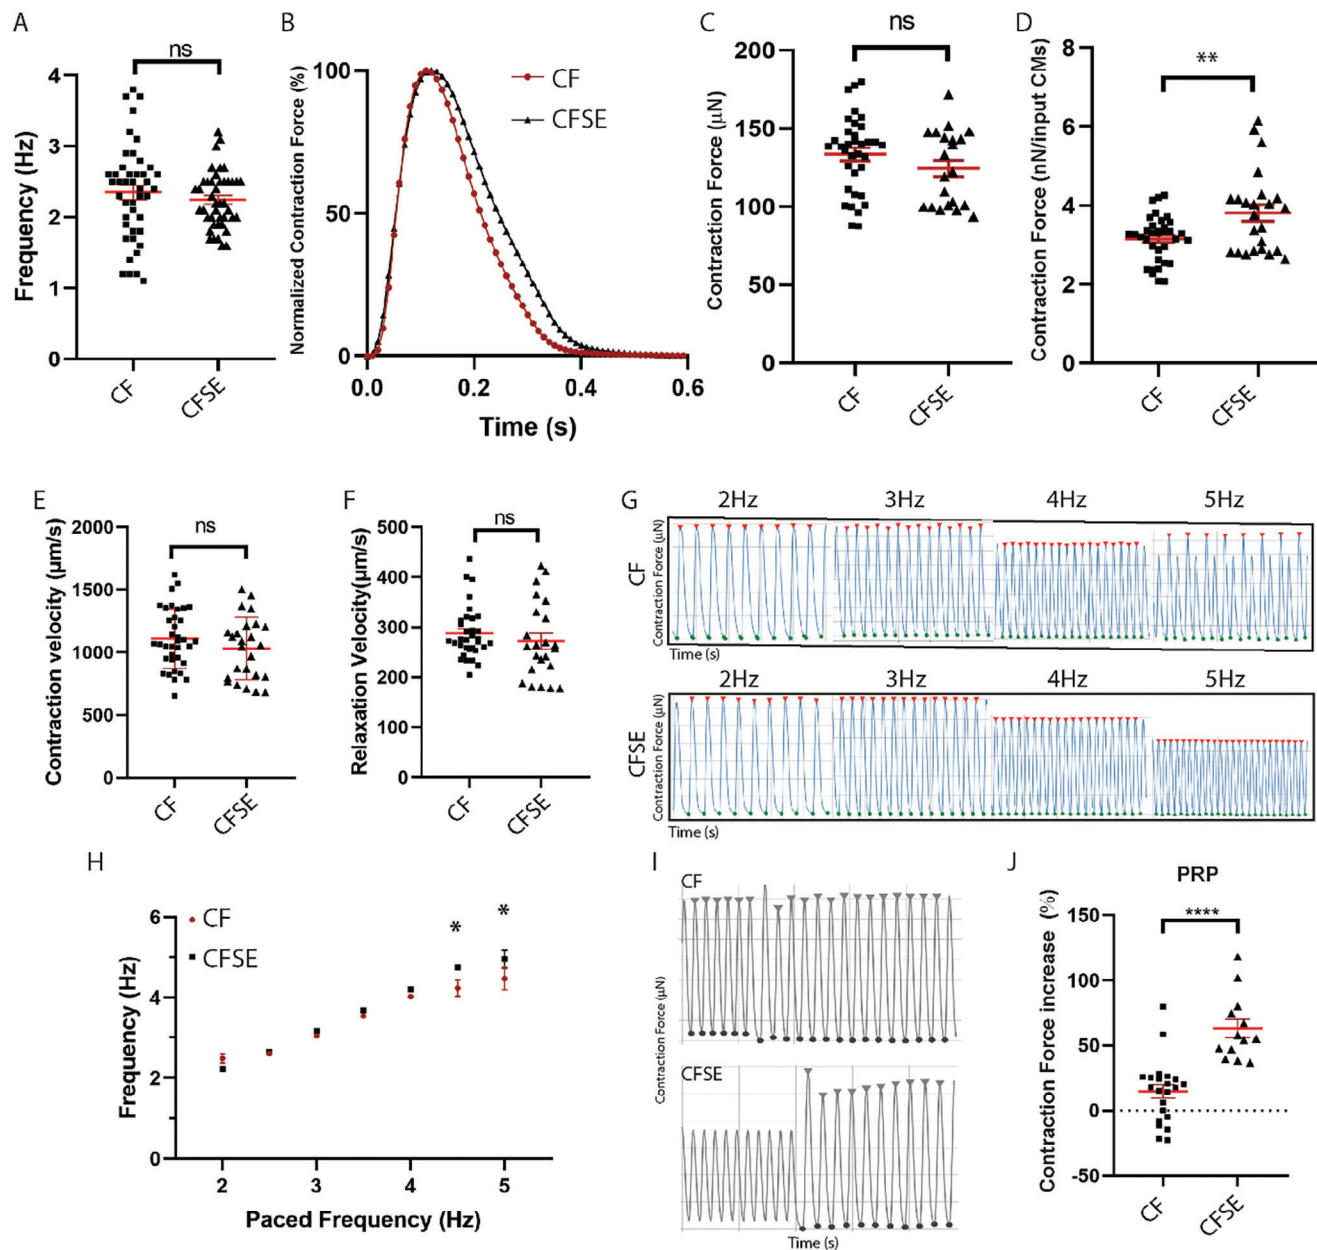 A
ns
Frequency (Hz)
4
3
2
1
0
CF
CFSE
B
Normalized Contraction Force (%)
100
50
0
CF
CFSE
0.0
0.2
0.4
0.6
Time (s)
C
ns
Contraction Force (µN)
200
150
100
50
0
CF
CFSE
D
**
Contraction Force (nN/input CMs)
8
6
4
2
0
CF
CFSE
E
ns
Contraction velocity (µm/s)
2000
1500
1000
500
0
CF
CFSE
F
ns
Relaxation Velocity(µm/s)
500
400
300
200
100
0
CF
CFSE
G
2Hz 3Hz 4Hz 5Hz
CF
Contraction Force (µN)
Time (s)
2Hz 3Hz 4Hz 5Hz
CFSE
Contraction Force (µN)
Time (s)
H
CF
CFSE
* *
Frequency (Hz)
6
4
2
0
2 3 4 5
Paced Frequency (Hz)
I
CF
Contraction Force (µN)
CFSE
Time (s)
J
PRP
****
Contraction Force increase (%)
150
100
50
0
-50
CF
CFSE